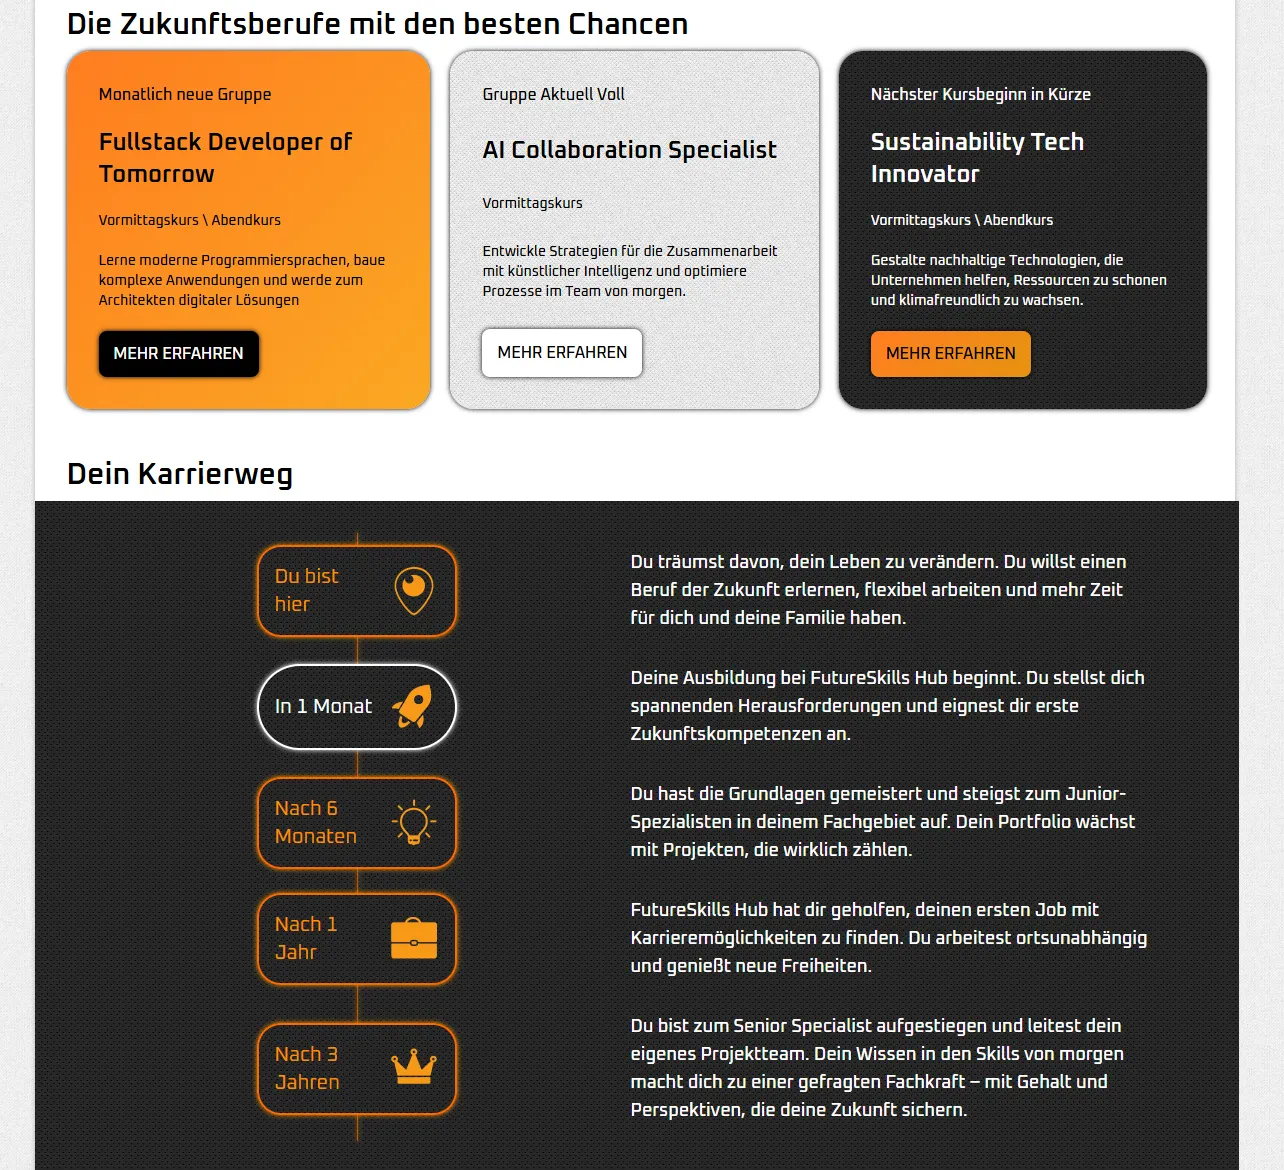 Die Zukunftsberufe mit den besten Chancen
Monatlich neue Gruppe
Fullstack Developer of
Tomorrow
Vormittagskurs \ Abendkurs
Lerne moderne Programmiersprachen, baue
komplexe Anwendungen und werde zum
Architekten digitaler Lösungen
MEHR ERFAHREN
Gruppe Aktuell Voll
AI Collaboration Specialist
Vormittagskurs
Entwickle Strategien für die Zusammenarbeit
mit künstlicher Intelligenz und optimiere
Prozesse im Team von morgen.
MEHR ERFAHREN
Nächster Kursbeginn in Kürze
Sustainability Tech
Innovator
Vormittagskurs \ Abendkurs
Gestalte nachhaltige Technologien, die
Unternehmen helfen, Ressourcen zu schonen
und klimafreundlich zu wachsen.
MEHR ERFAHREN
Dein Karrierweg
Du bist
hier
Du träumst davon, dein Leben zu verändern. Du willst einen
Beruf der Zukunft erlernen, flexibel arbeiten und mehr Zeit
für dich und deine Familie haben.
In 1 Monat
Deine Ausbildung bei FutureSkills Hub beginnt. Du stellst dich
spannenden Herausforderungen und eignest dir erste
Zukunftskompetenzen an.
Nach 6
Monaten
Du hast die Grundlagen gemeistert und steigst zum Junior-
Spezialisten in deinem Fachgebiet auf. Dein Portfolio wächst
mit Projekten, die wirklich zählen.
Nach 1
Jahr
FutureSkills Hub hat dir geholfen, deinen ersten Job mit
Karrieremöglichkeiten zu finden. Du arbeitest ortsunabhängig
und genießt neue Freiheiten.
Nach 3
Jahren
Du bist zum Senior Specialist aufgestiegen und leitest dein
eigenes Projektteam. Dein Wissen in den Skills von morgen
macht dich zu einer gefragten Fachkraft – mit Gehalt und
Perspektiven, die deine Zukunft sichern.